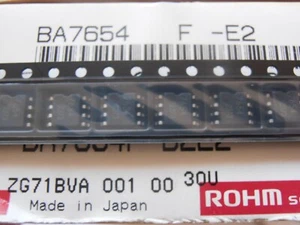 BA7654 F -E2
ZG71BVA 001 00 30U
Made in Japan
ROHM